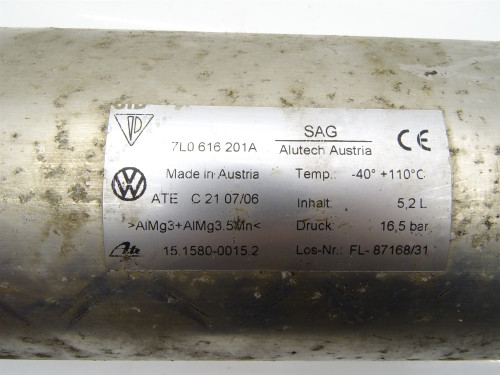 7L0 616 201A
Made in Austria
ATE C 21 07/06
>AlMg3+AlMg3.5Mn<
Ate 15.1580-0015.2
SAG
Alutech Austria
CE
Temp.: -40° +110°C
Inhalt: 5,2 L
Druck: 16,5 bar
Los-Nr.: FL- 87168/31